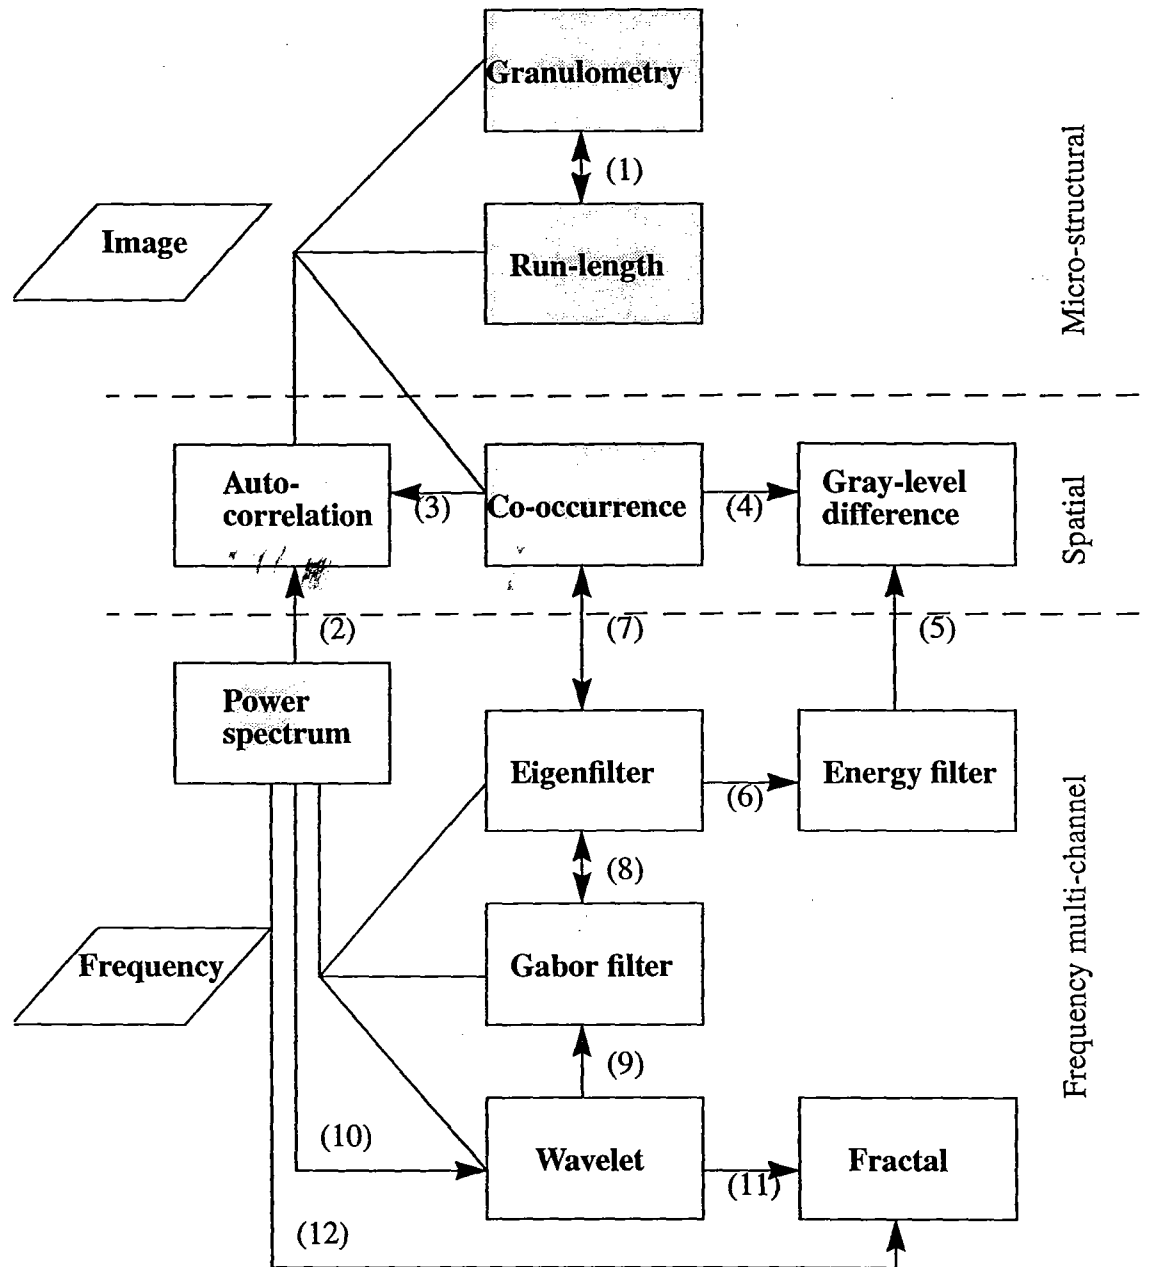 Granulometry
(1)
Image
Run-length
Micro-structural
Auto-
correlation
(3)
Co-occurrence
(4)
Gray-level
difference
Spatial
(2)
(7)
(5)
Power
spectrum
Eigenfilter
(6)
Energy filter
(8)
Frequency
Gabor filter
Frequency multi-channel
(9)
(10)
Wavelet
(11)
Fractal
(12)